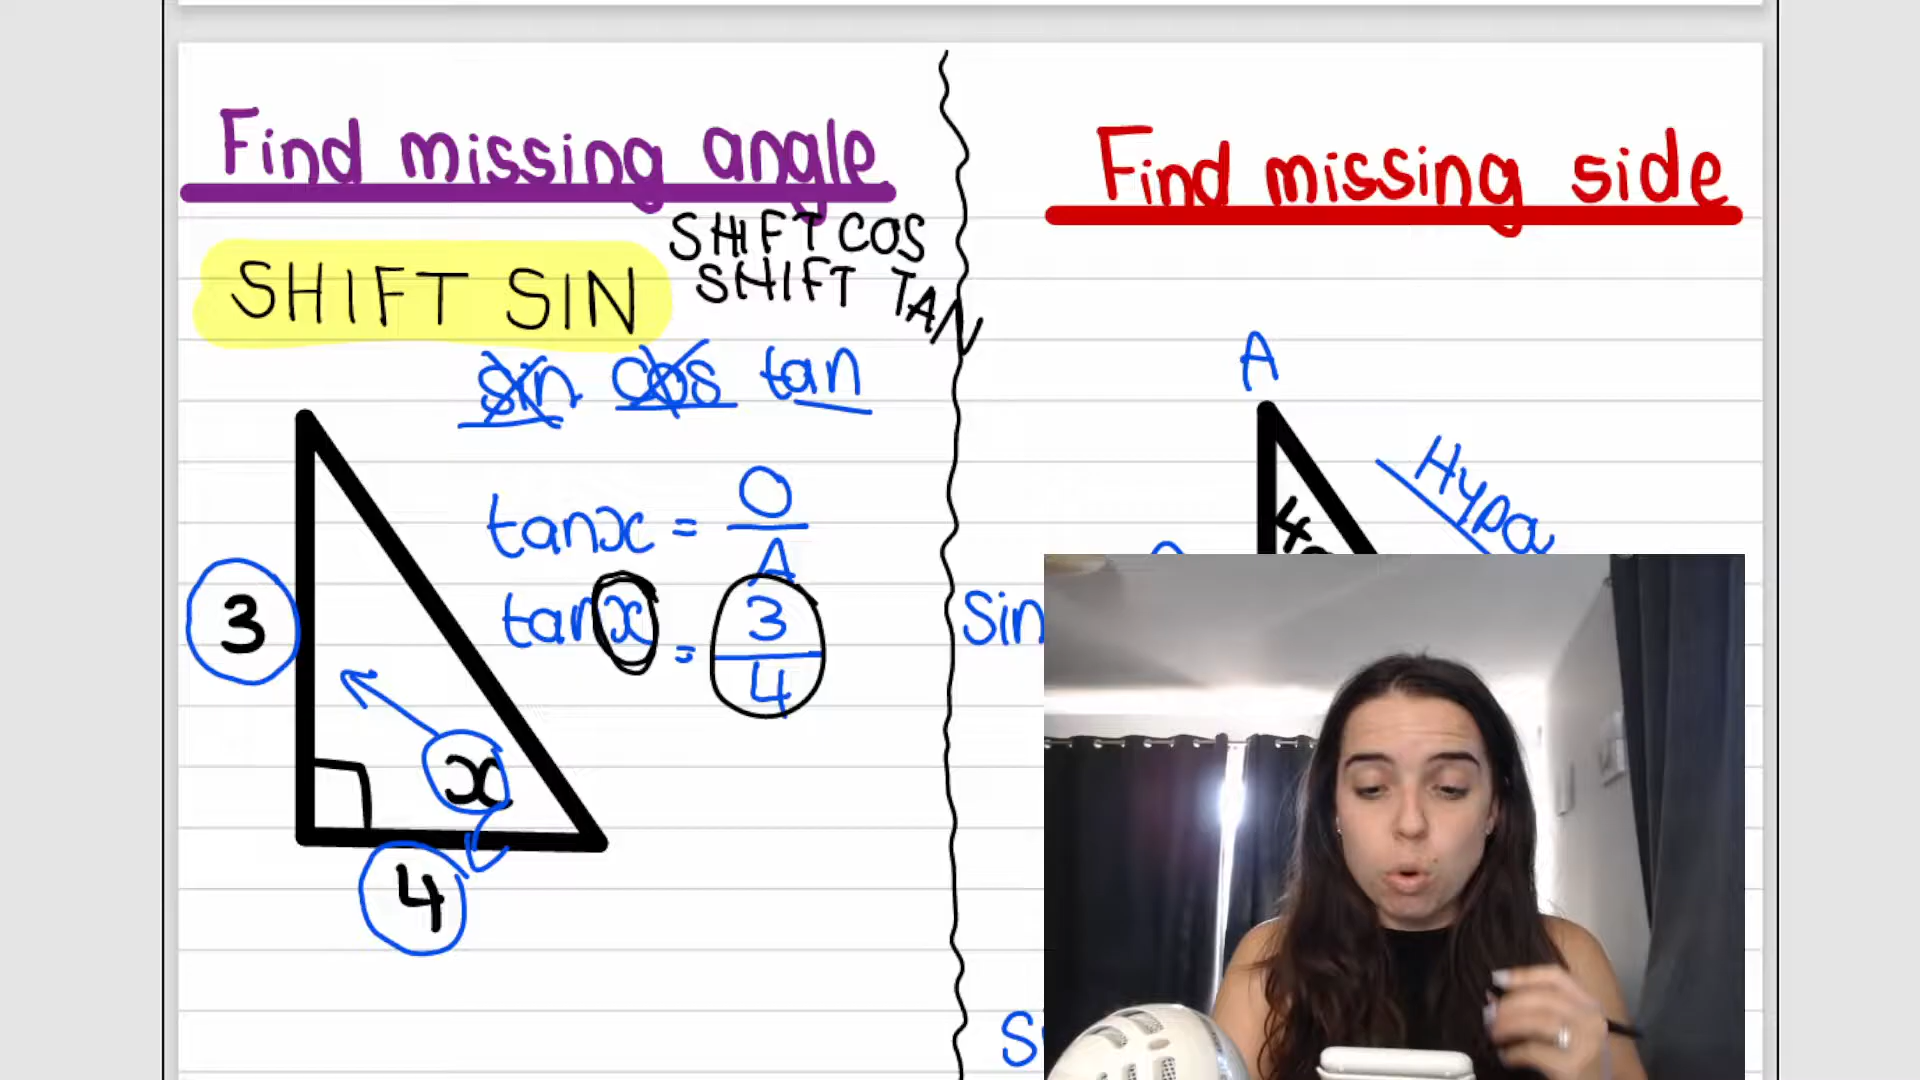 Find missing angle
SHIFT SIN
SHIFT COS
SHIFT TAN
sin cos tan
tanx = O/A
tanx = 3/4
3
x
4
Find missing side
A
Hypo
4
Sin
S